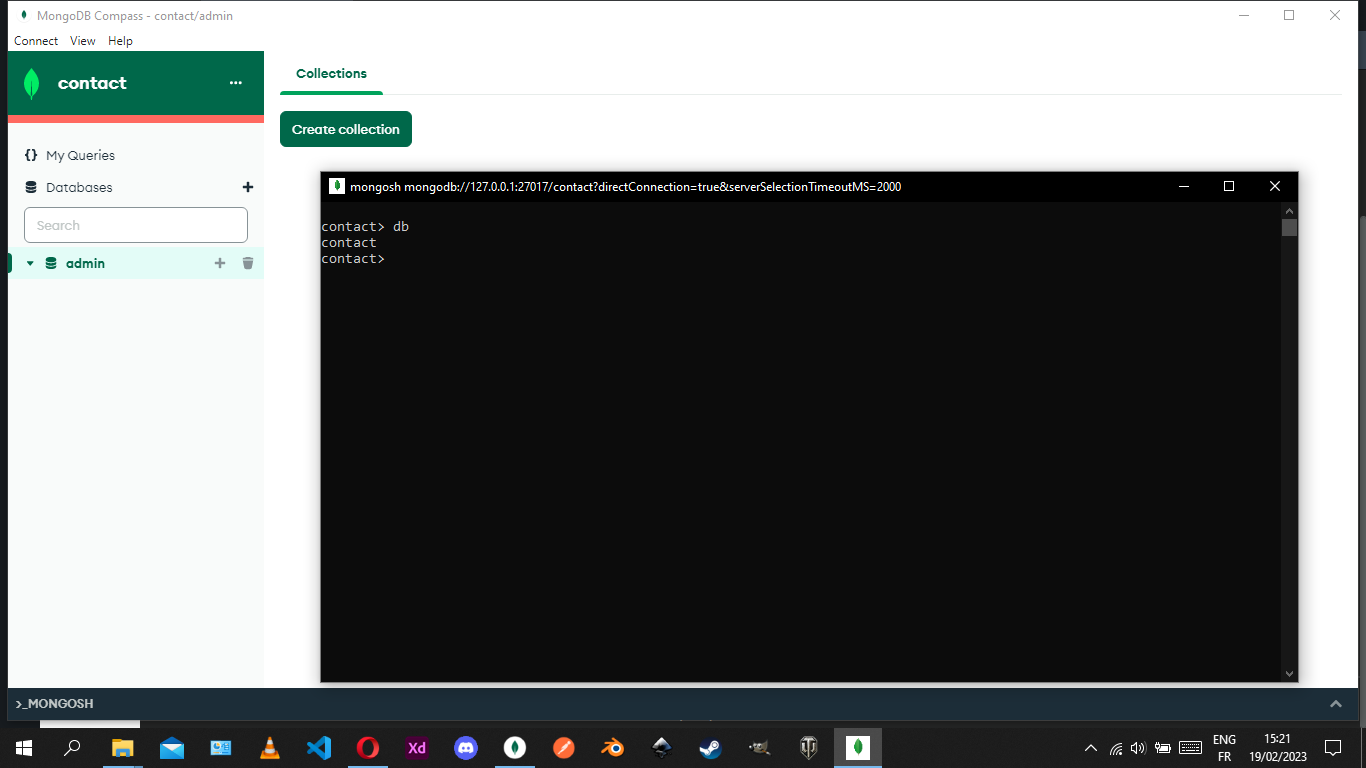 MongoDB Compass - contact/admin
Connect View Help
contact
...
{} My Queries
Databases
Search
admin
Collections
Create collection
mongosh mongodb://127.0.0.1:27017/contact?directConnection=true&serverSelectionTimeoutMS=2000
contact> db
contact
contact>
>_MONGOSH
Xd
ENG
FR
15:21
19/02/2023